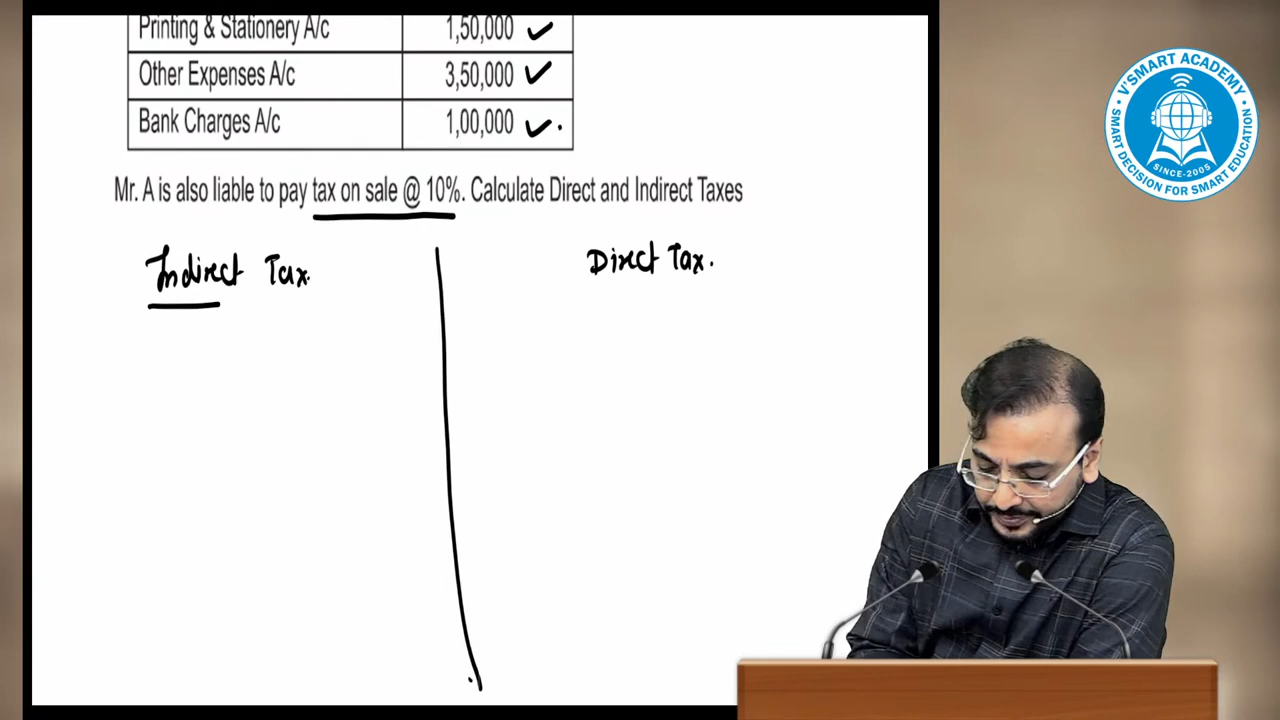 Printing & Stationery A/c 1,50,000
Other Expenses A/c 3,50,000
Bank Charges A/c 1,00,000
Mr. A is also liable to pay tax on sale @ 10%. Calculate Direct and Indirect Taxes
Indirect Tax.
Direct Tax.
V'SMART ACADEMY
SINCE-2005
SMART DECISION FOR SMART EDUCATION